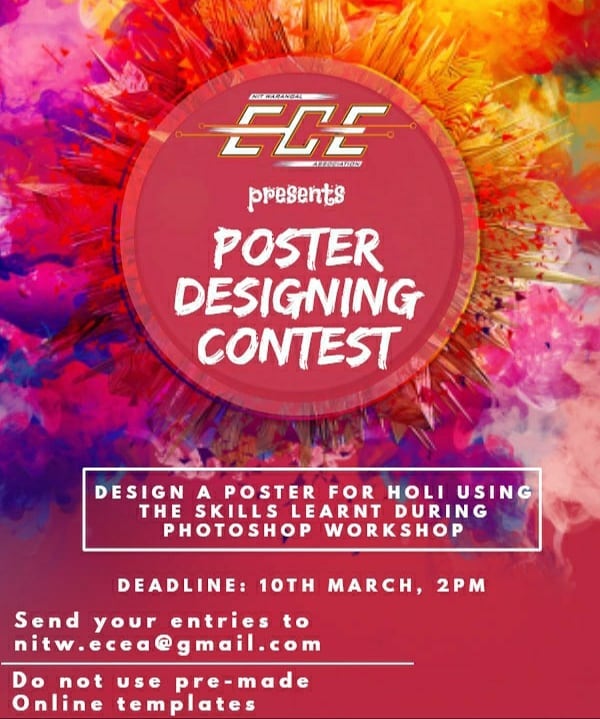 NIT WARANGAL
ECE
ASSOCIATION
presents
POSTER
DESIGNING
CONTEST
DESIGN A POSTER FOR HOLI USING
THE SKILLS LEARNT DURING
PHOTOSHOP WORKSHOP
DEADLINE: 10TH MARCH, 2PM
Send your entries to
nitw.ecea@gmail.com
Do not use pre-made
Online templates